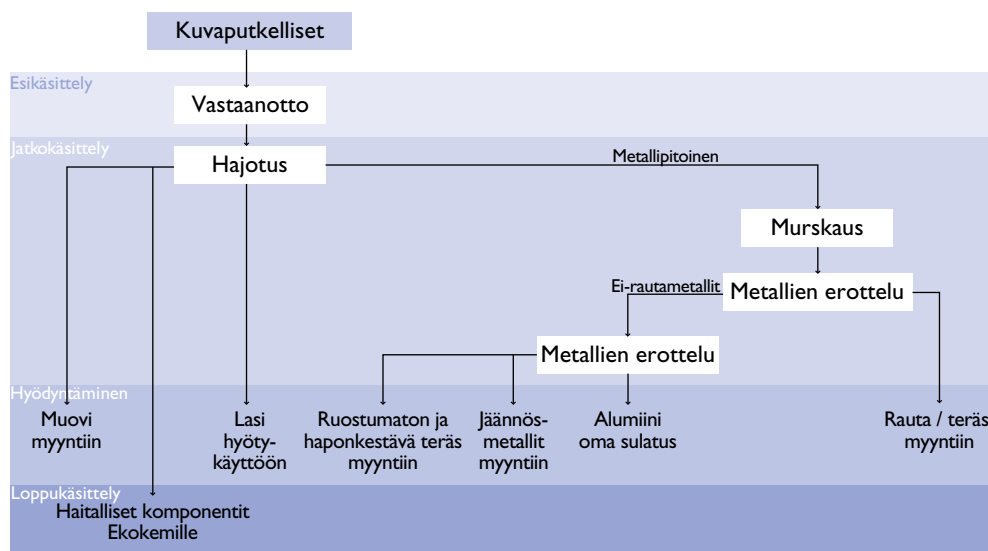 Kuvaputkelliset
Esikäsittely
Vastaanotto
Jatkokäsittely
Hajotus
Metallipitoinen
Murskaus
Ei-rautametallit
Metallien erottelu
Metallien erottelu
Hyödyntäminen
Muovi
myyntiin
Lasi
hyöty-
käyttöön
Ruostumaton ja
haponkestävä teräs
myyntiin
Jäännös-
metallit
myyntiin
Alumiini
oma sulatus
Rauta / teräs
myyntiin
Loppukäsittely
Haitalliset komponentit
Ekokemille